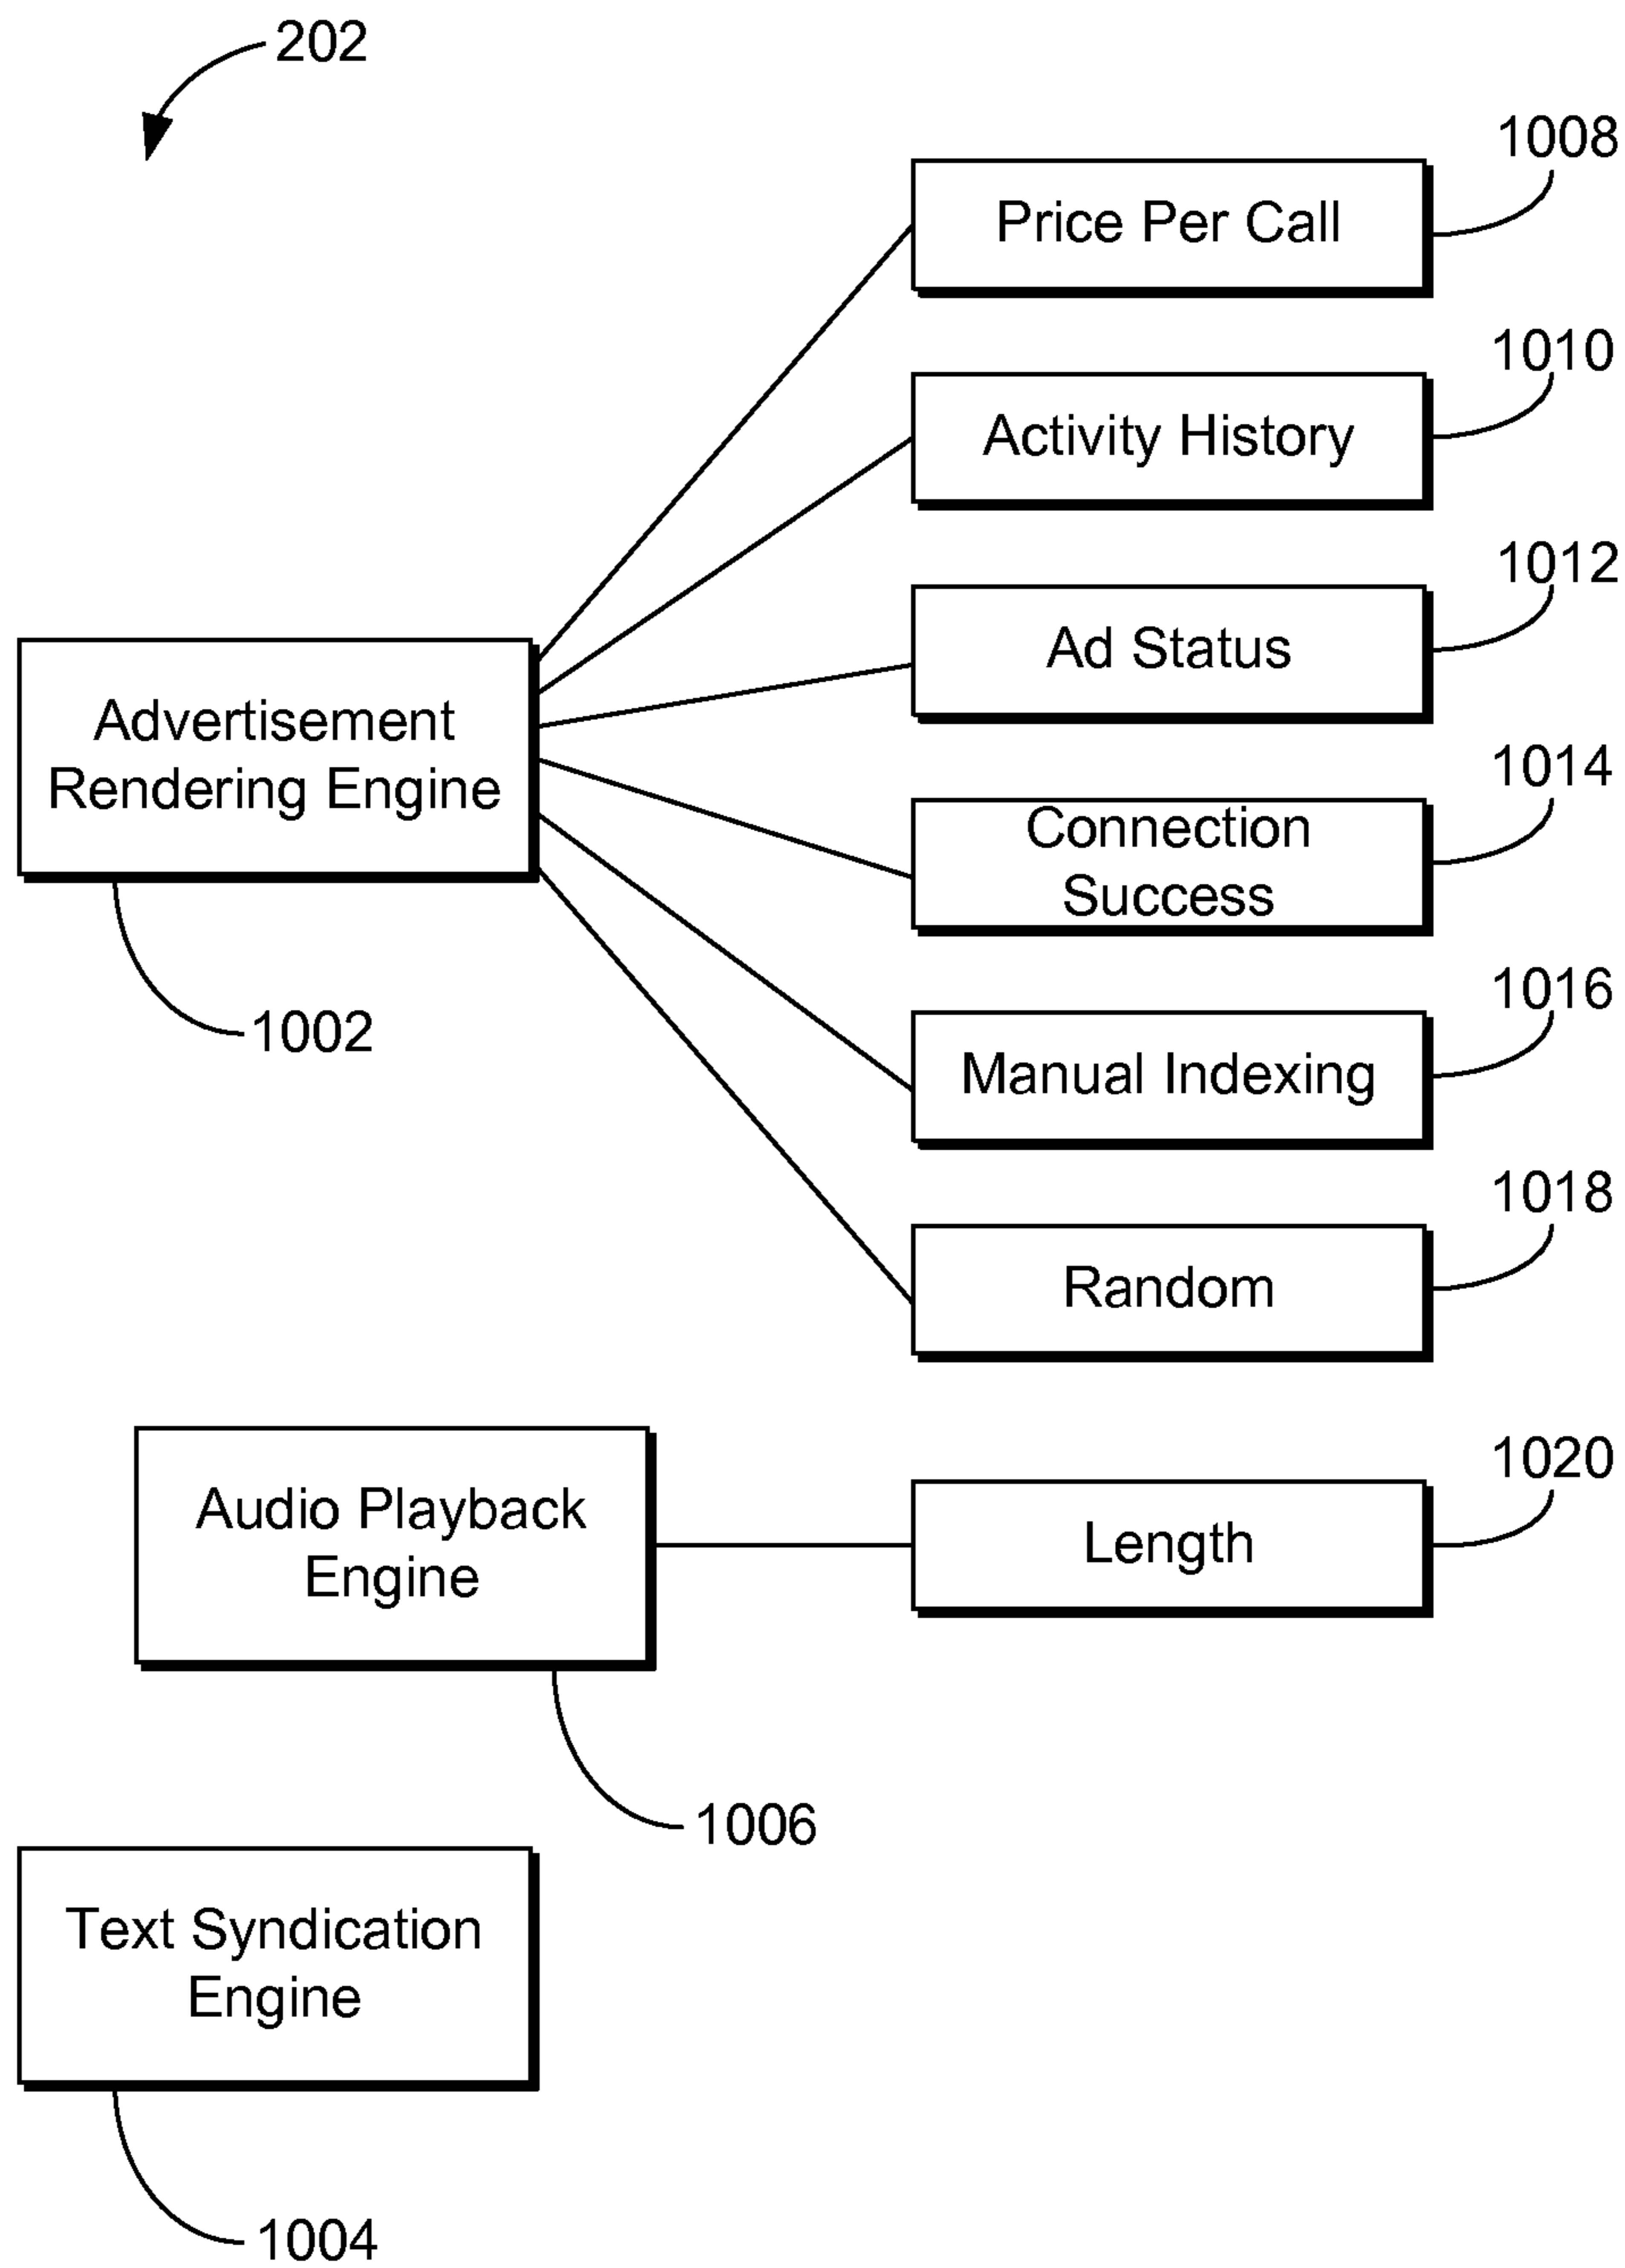 202
1008
Price Per Call
1010
Activity History
1012
Ad Status
Advertisement
Rendering Engine
1014
Connection
Success
1002
1016
Manual Indexing
1018
Random
1020
Audio Playback
Engine
Length
1006
Text Syndication
Engine
1004